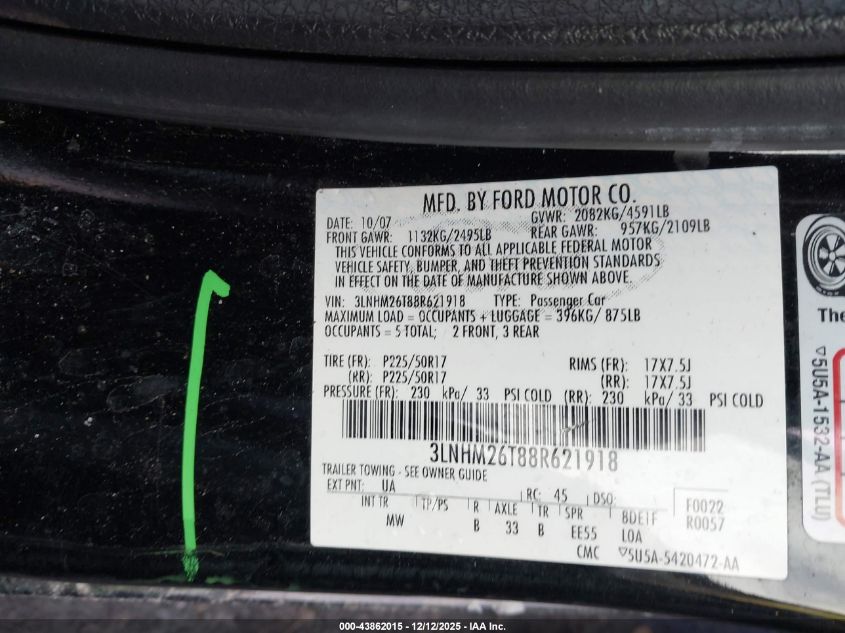 MFD. BY FORD MOTOR CO.
DATE: 10/07 GVWR: 2082KG/4591LB
FRONT GAWR: 1132KG/2495LB REAR GAWR: 957KG/2109LB
THIS VEHICLE CONFORMS TO ALL APPLICABLE FEDERAL MOTOR
VEHICLE SAFETY, BUMPER, AND THEFT PREVENTION STANDARDS
IN EFFECT ON THE DATE OF MANUFACTURE SHOWN ABOVE.
VIN: 3LNHM26T88R621918 TYPE: Passenger Car
MAXIMUM LOAD = OCCUPANTS + LUGGAGE = 396KG/ 875LB
OCCUPANTS = 5 TOTAL; 2 FRONT, 3 REAR
TIRE (FR): P225/50R17 RIMS (FR): 17X7.5J
(RR): P225/50R17 (RR): 17X7.5J
PRESSURE (FR): 230 kPa/ 33 PSI COLD (RR): 230 kPa/ 33 PSI COLD
3LNHM26T88R621918
TRAILER TOWING - SEE OWNER GUIDE
EXT PNT: UA RC: 45 DSO: F0022
INT TR TP/PS R AXLE TR SPR BDE1F R0057
MW B 33 B EE55 LOA
CMC ▽5U5A-5420472-AA
The
▽5U5A-1532-AA (TLU)
000-43862015 - 12/12/2025 - IAA Inc.